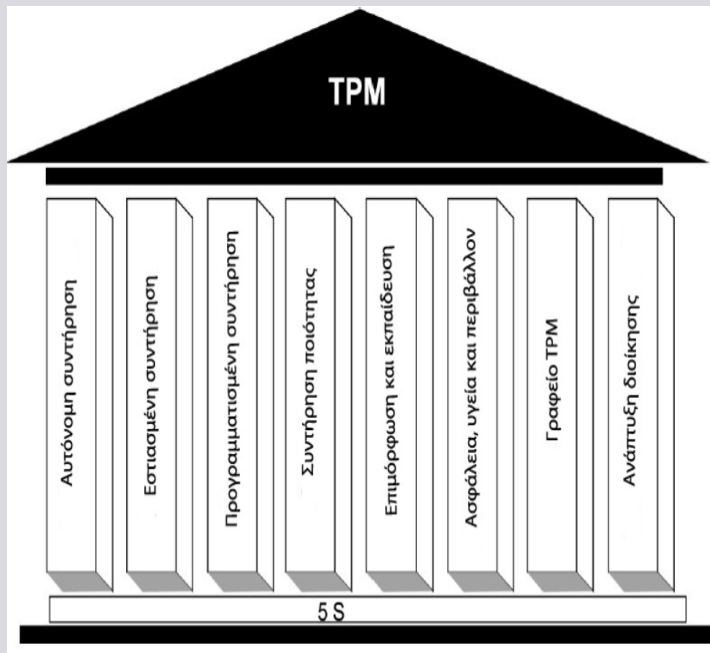 TPM
Αυτόνομη συντήρηση
Εστιασμένη συντήρηση
Προγραμματισμένη συντήρηση
Συντήρηση ποιότητας
Επιμόρφωση και εκπαίδευση
Ασφάλεια, υγεία και περιβάλλον
Γραφείο TPM
Ανάπτυξη διοίκησης
5 S